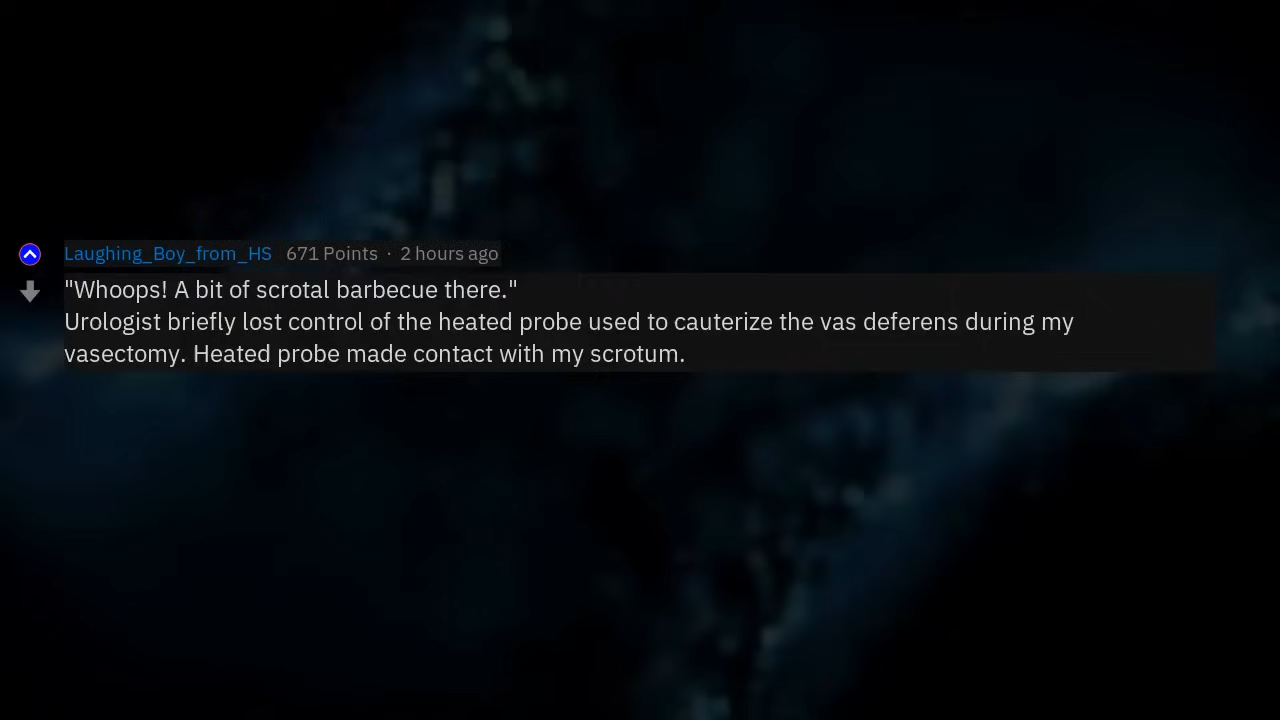 Laughing_Boy_from_HS 671 Points · 2 hours ago
"Whoops! A bit of scrotal barbecue there."
Urologist briefly lost control of the heated probe used to cauterize the vas deferens during my
vasectomy. Heated probe made contact with my scrotum.